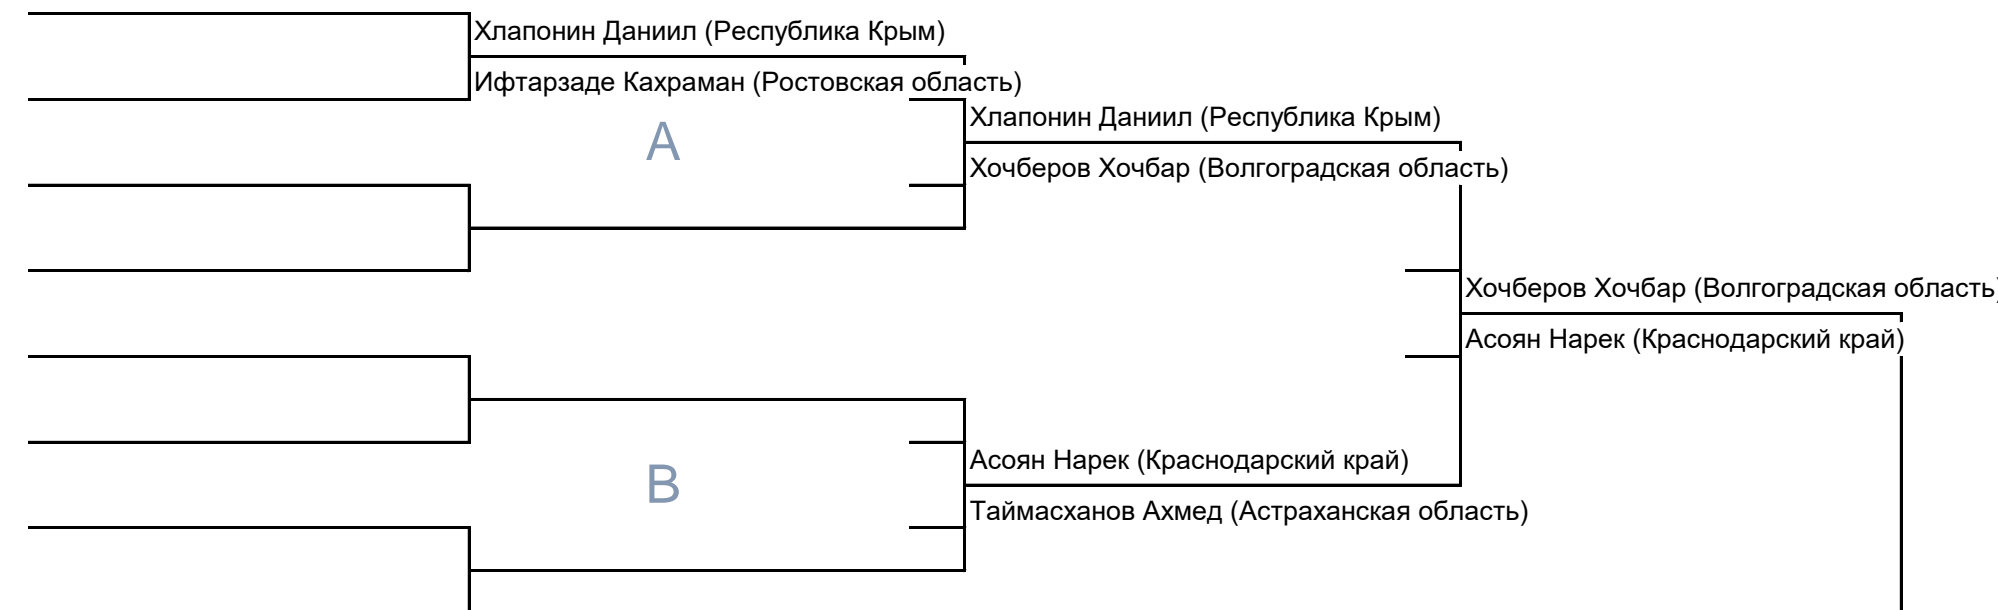 Хлапонин Даниил (Республика Крым)
Ифтарзаде Кахраман (Ростовская область)
A
Хлапонин Даниил (Республика Крым)
Хочберов Хочбар (Волгоградская область)
Хочберов Хочбар (Волгоградская область)
Асоян Нарек (Краснодарский край)
Асоян Нарек (Краснодарский край)
B
Таймасханов Ахмед (Астраханская область)